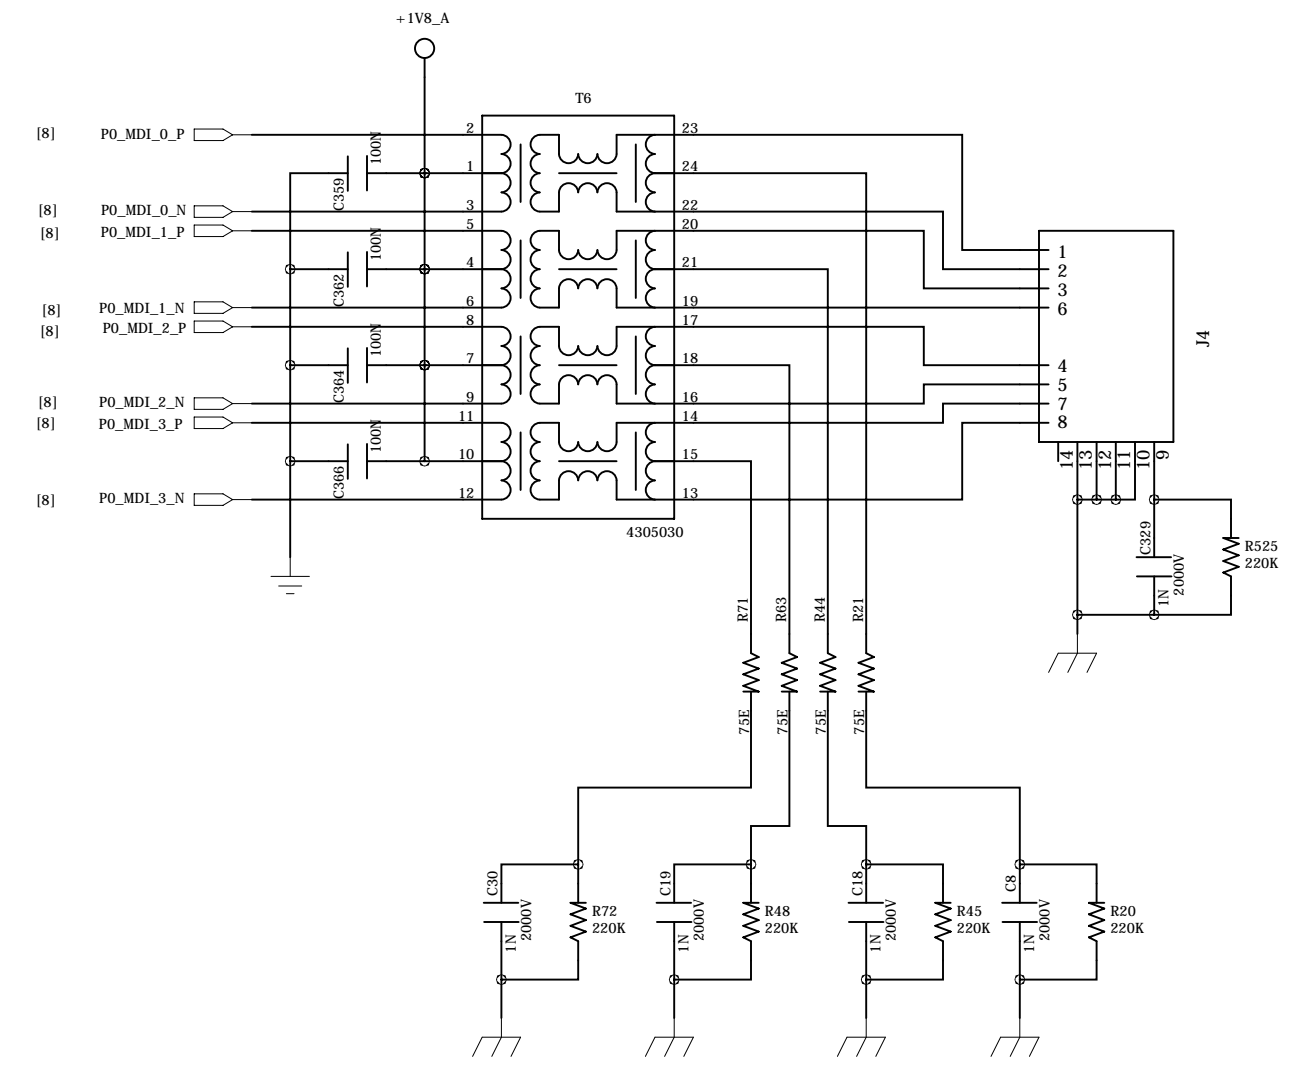 +1V8_A
T6
[8] P0_MDI_0_P 2 23
C359 100N 1 24
[8] P0_MDI_0_N 3 22
[8] P0_MDI_1_P 5 20
C362 100N 4 21
[8] P0_MDI_1_N 6 19
[8] P0_MDI_2_P 8 17
C364 100N 7 18
[8] P0_MDI_2_N 9 16
[8] P0_MDI_3_P 11 14
C366 100N 10 15
[8] P0_MDI_3_N 12 13
4305030
1
2
3
6
4
5
7
8
J4
14 13 12 11 10 9
C329
1N 2000V
R525
220K
R71 R63 R44 R21
75E 75E 75E 75E
C30
1N 2000V
R72
220K
C19
1N 2000V
R48
220K
C18
1N 2000V
R45
220K
C8
1N 2000V
R20
220K